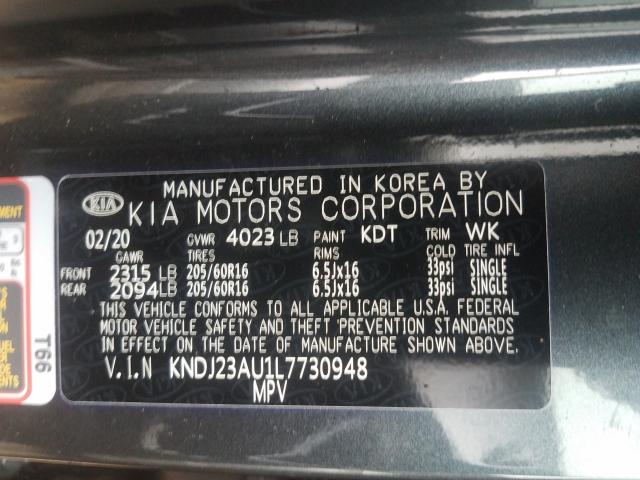 MANUFACTURED IN KOREA BY
KIA KIA MOTORS CORPORATION
02/20 GVWR 4023 LB PAINT KDT TRIM WK
GAWR TIRES RIMS COLD TIRE INFL
FRONT 2315 LB 205/60R16 6.5Jx16 33psi SINGLE
REAR 2094LB 205/60R16 6.5Jx16 33psi SINGLE
THIS VEHICLE CONFORMS TO ALL APPLICABLE U.S.A. FEDERAL
MOTOR VEHICLE SAFETY AND THEFT PREVENTION STANDARDS
IN EFFECT ON THE DATE OF MANUFACTURE SHOWN ABOVE.
V.I.N KNDJ23AU1L7730948
MPV
T66